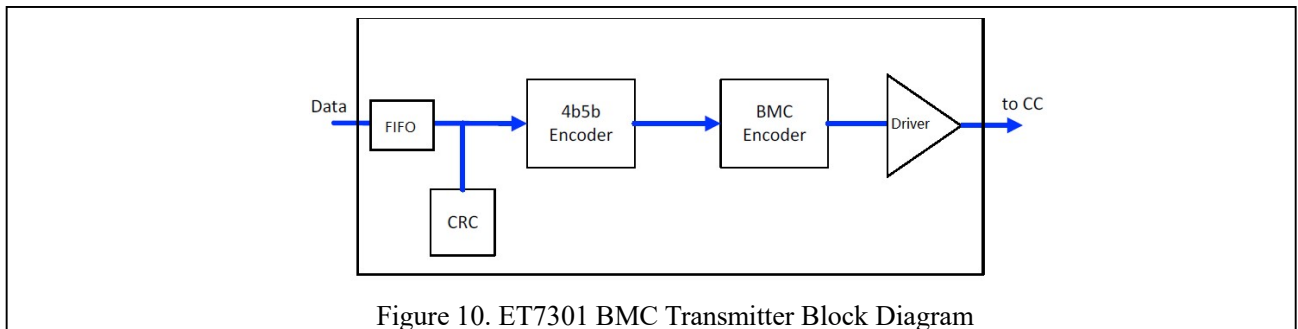 Data
FIFO
CRC
4b5b
Encoder
BMC
Encoder
Driver
to CC
Figure 10. ET7301 BMC Transmitter Block Diagram